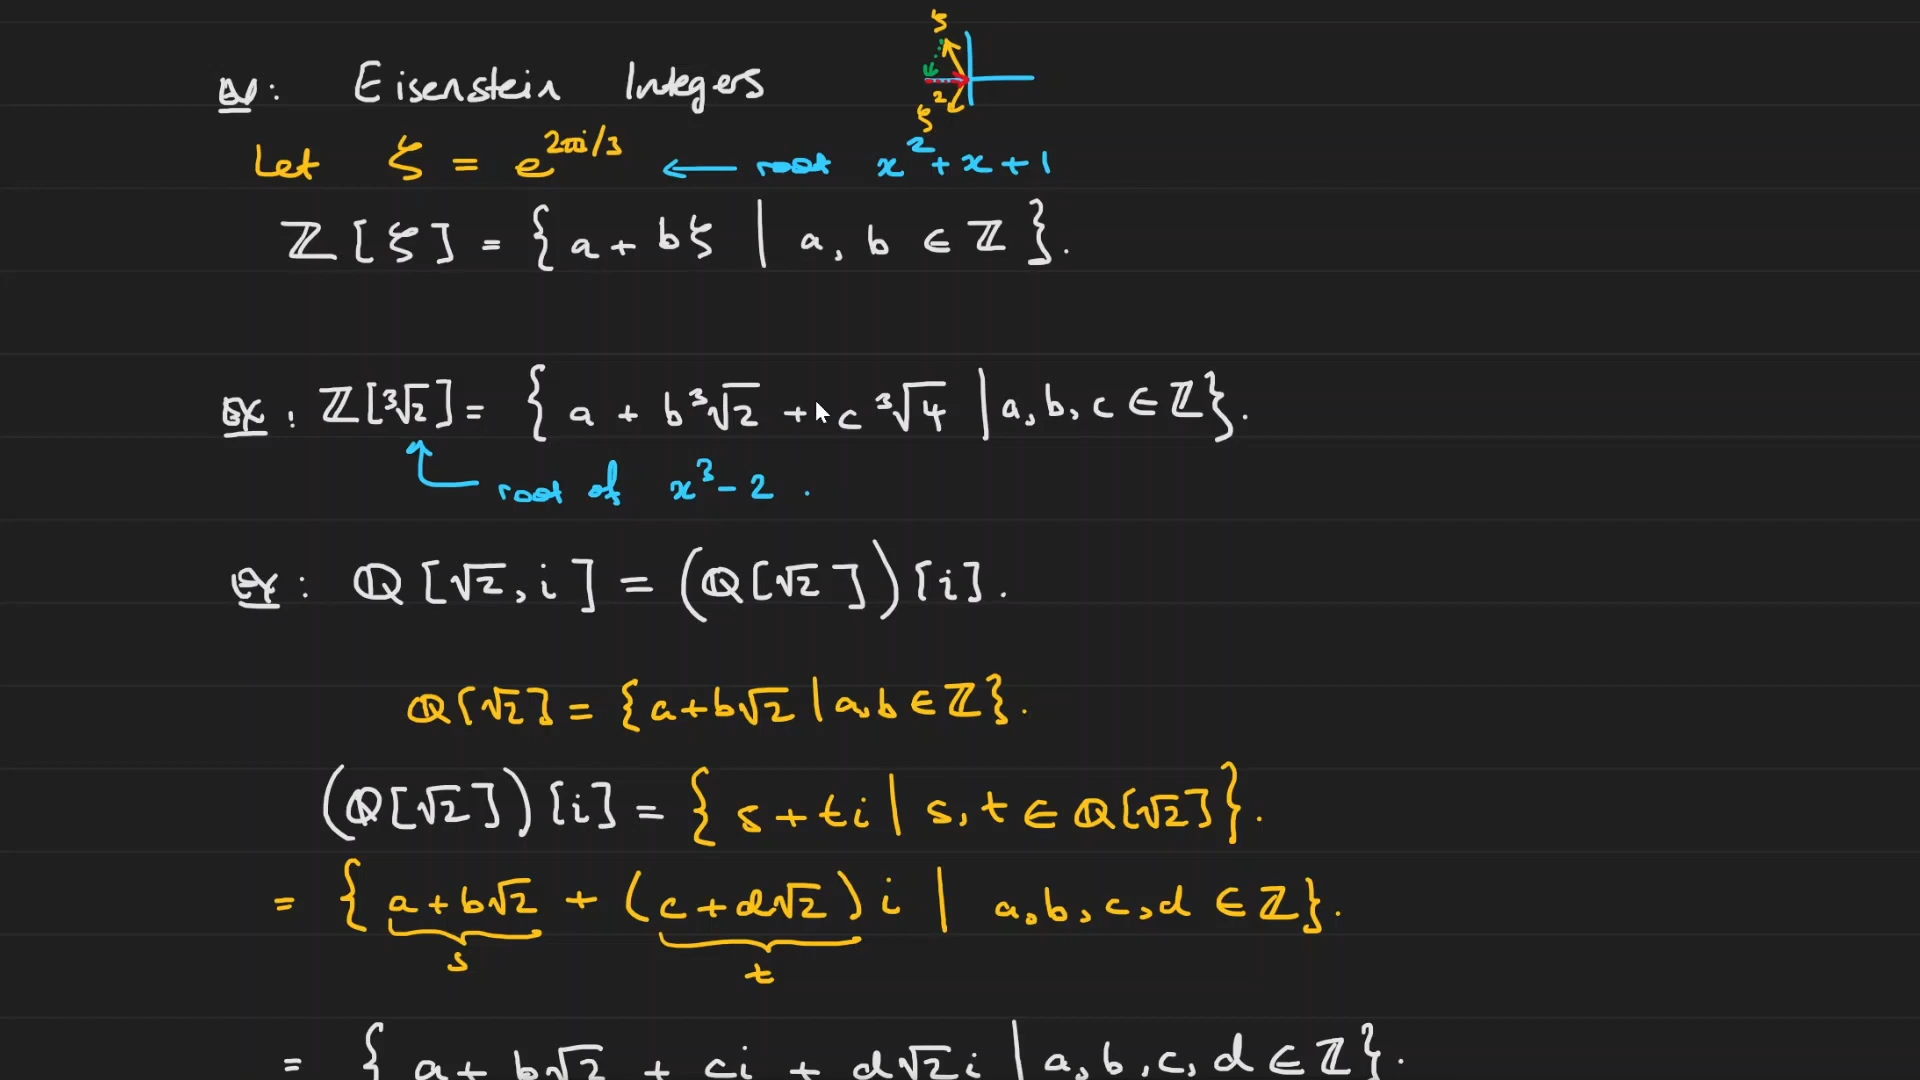 ζ
ex: Eisenstein Integers
ζ²
Let ζ = e^{2πi/3} ← root x² + x + 1
ℤ[ζ] = { a + bζ | a, b ∈ ℤ }.
ex: ℤ[∛2] = { a + b∛2 + c∛4 | a, b, c ∈ ℤ }.
root of x³ - 2 .
ex: ℚ[√2, i] = (ℚ[√2])[i].
ℚ[√2] = {a+b√2 | a,b ∈ ℤ}.
(ℚ[√2])[i] = { s + ti | s, t ∈ ℚ[√2] }.
= { a+b√2 + (c+d√2)i | a,b,c,d ∈ ℤ}.
s t
= { a + b√2 + ci + d√2i | a,b,c,d ∈ ℤ}.